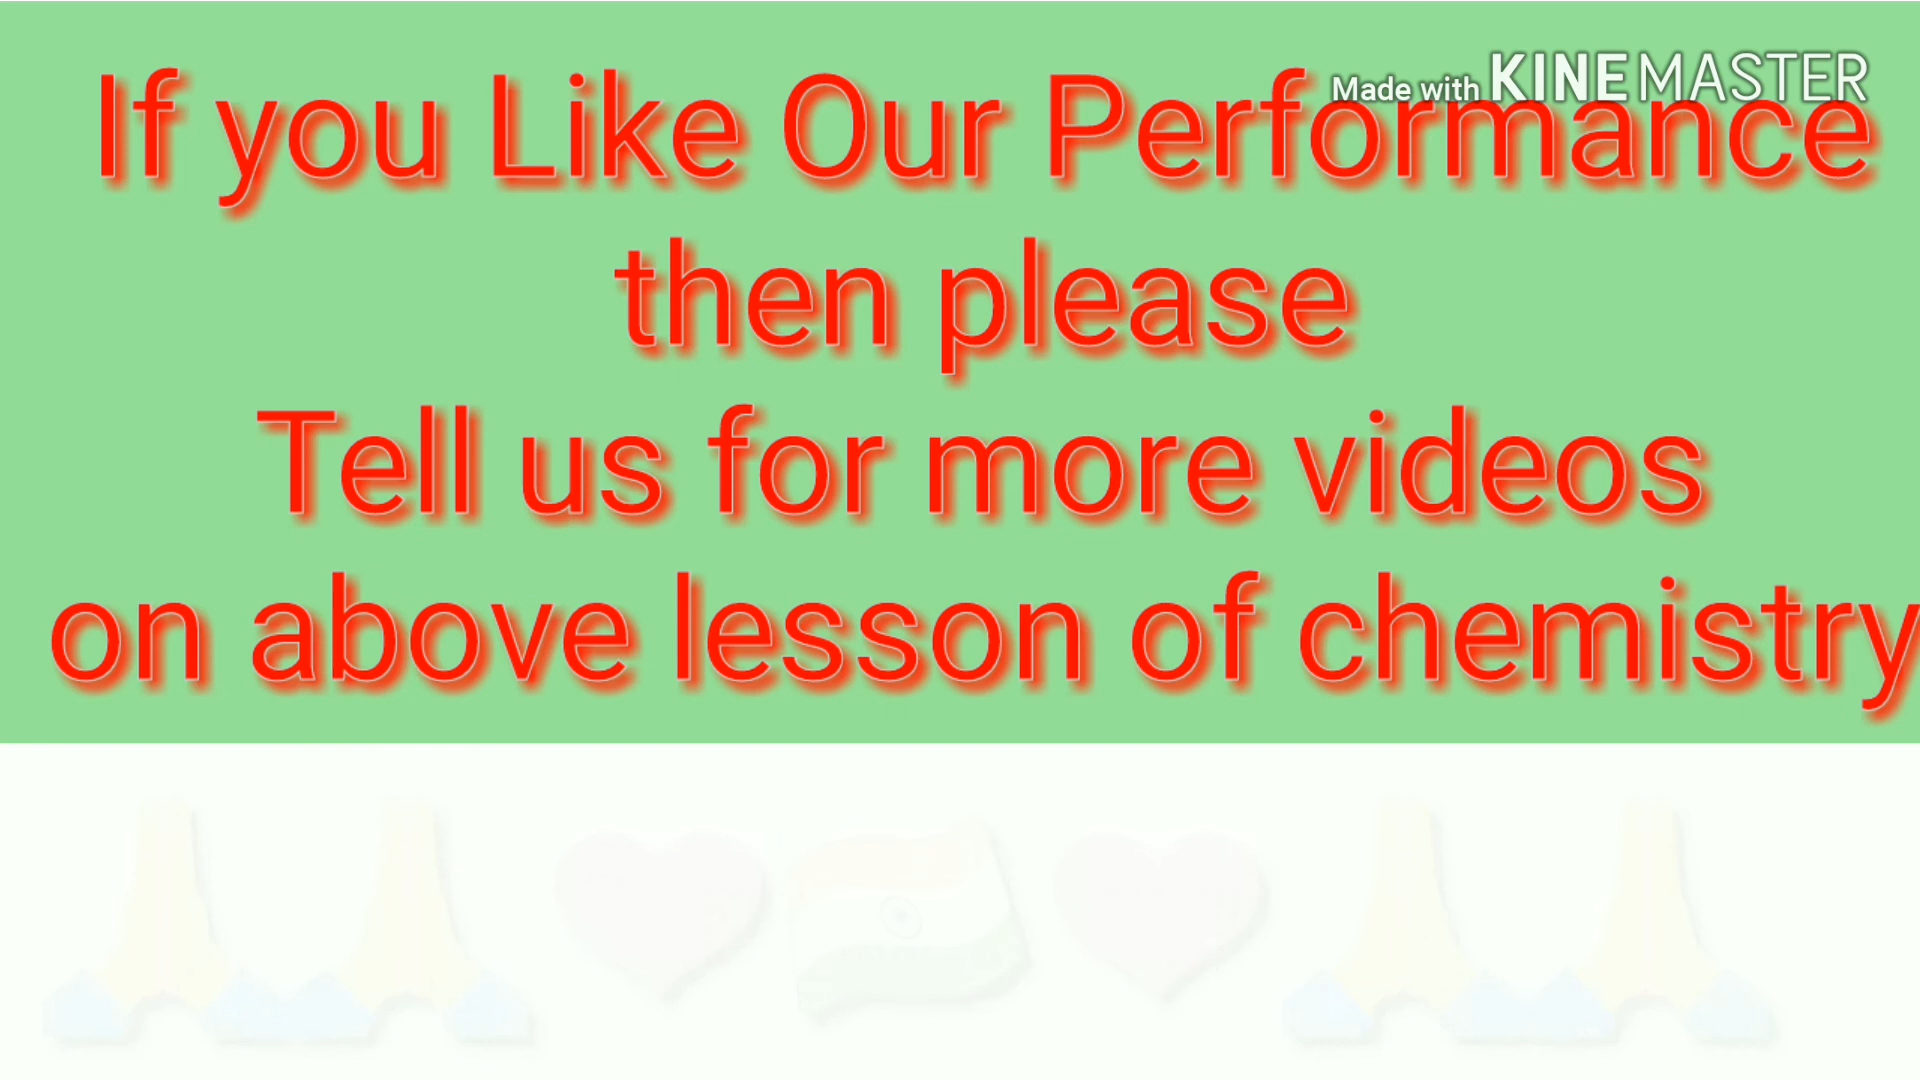 Made with KINEMASTER
If you Like Our Performance
then please
Tell us for more videos
on above lesson of chemistry